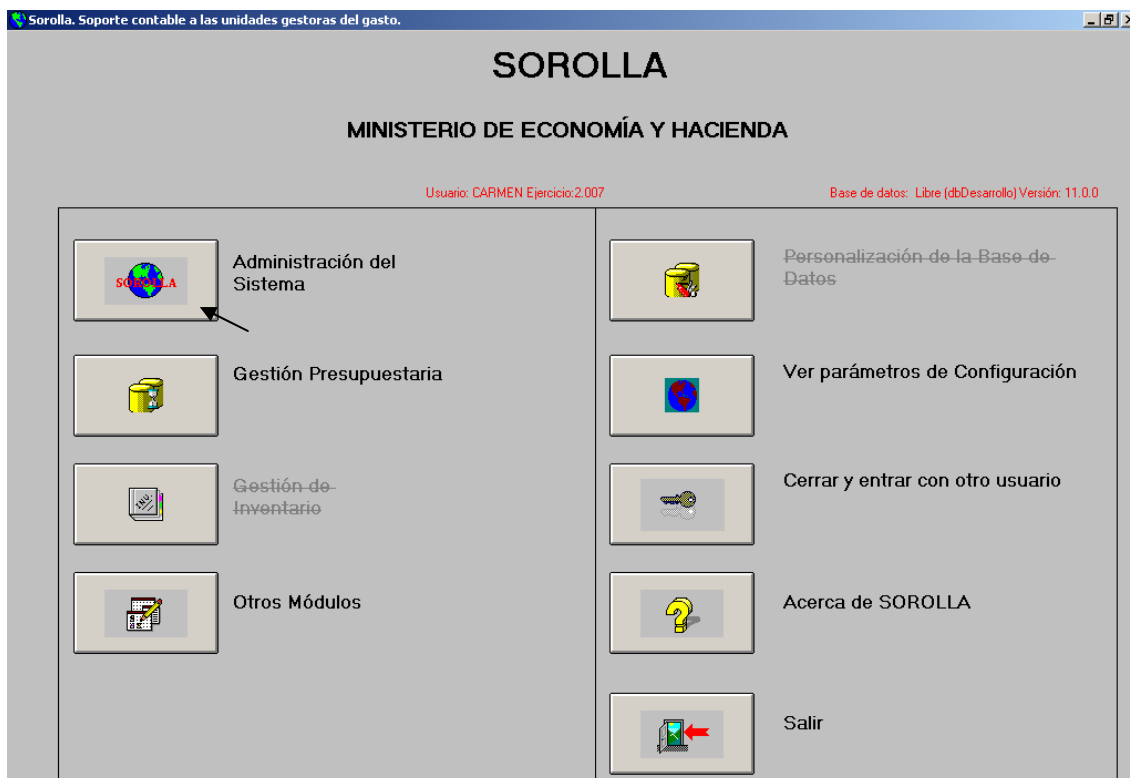 Sorolla. Soporte contable a las unidades gestoras del gasto.
SOROLLA
MINISTERIO DE ECONOMÍA Y HACIENDA
Usuario: CARMEN Ejercicio:2.007
Base de datos: Libre (dbDesarrollo) Versión: 11.0.0
SOROLLA
Administración del
Sistema
Gestión Presupuestaria
Gestión de
Inventario
Otros Módulos
Personalización de la Base de
Datos
Ver parámetros de Configuración
Cerrar y entrar con otro usuario
Acerca de SOROLLA
Salir